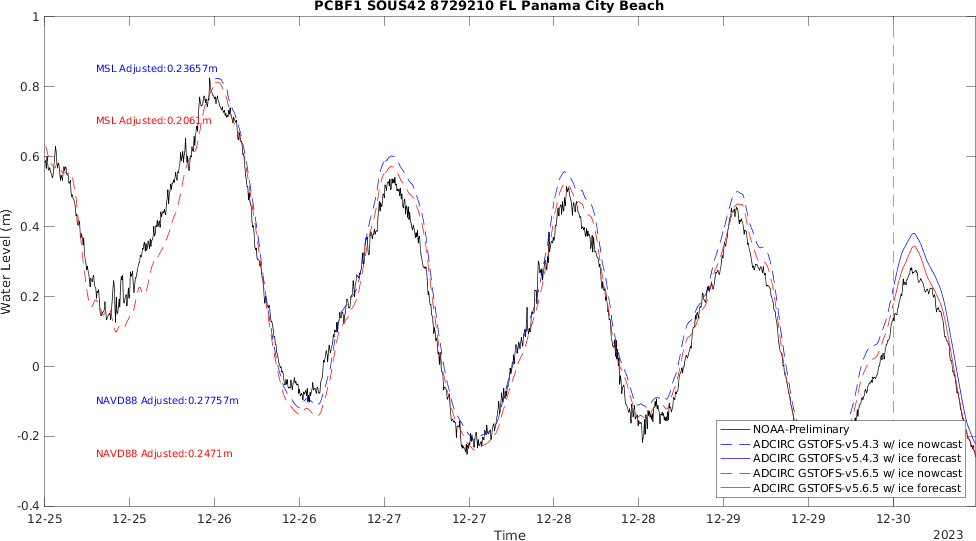 PCBF1 SOUS42 8729210 FL Panama City Beach
1
0.8
0.6
0.4
0.2
0
-0.2
-0.4
Water Level (m)
MSL Adjusted:0.23657m
MSL Adjusted:0.2061m
NAVD88 Adjusted:0.27757m
NAVD88 Adjusted:0.2471m
NOAA-Preliminary
ADCIRC GSTOFS-v5.4.3 w/ ice nowcast
ADCIRC GSTOFS-v5.4.3 w/ ice forecast
ADCIRC GSTOFS-v5.6.5 w/ ice nowcast
ADCIRC GSTOFS-v5.6.5 w/ ice forecast
12-25 12-25 12-26 12-26 12-27 12-27 12-28 12-28 12-29 12-29 12-30
Time
2023